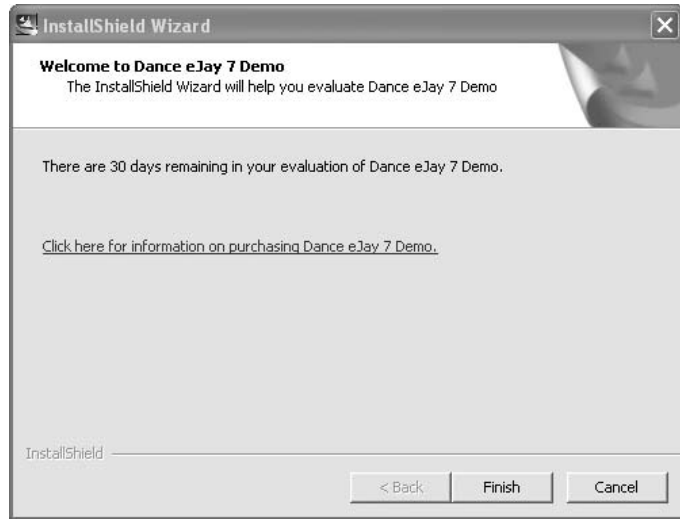 InstallShield Wizard
Welcome to Dance eJay 7 Demo
The InstallShield Wizard will help you evaluate Dance eJay 7 Demo
There are 30 days remaining in your evaluation of Dance eJay 7 Demo.
Click here for information on purchasing Dance eJay 7 Demo.
InstallShield
< Back Finish Cancel